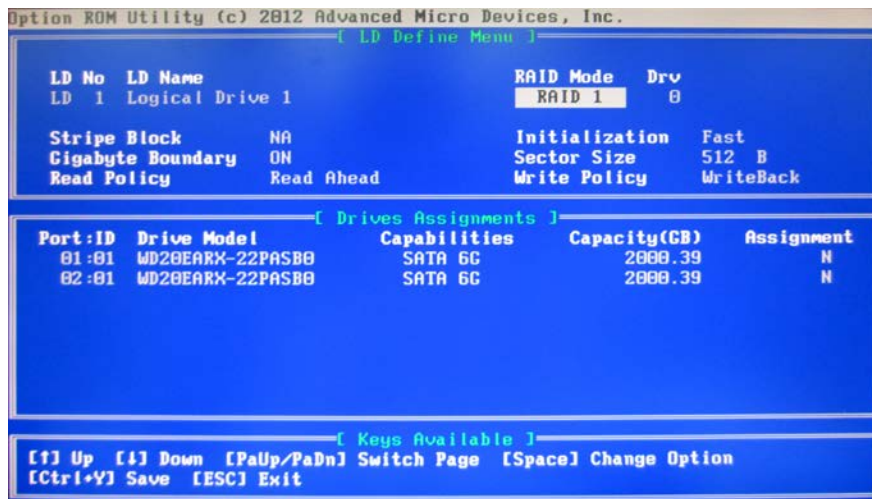 Option ROM Utility (c) 2012 Advanced Micro Devices, Inc.
[ LD Define Menu ]
LD No LD Name RAID Mode Drv
LD 1 Logical Drive 1 RAID 1 0
Stripe Block NA Initialization Fast
Gigabyte Boundary ON Sector Size 512 B
Read Policy Read Ahead Write Policy WriteBack
[ Drives Assignments ]
Port:ID Drive Model Capabilities Capacity(GB) Assignment
01:01 WD20EARX-22PASB0 SATA 6G 2000.39 N
02:01 WD20EARX-22PASB0 SATA 6G 2000.39 N
[ Keys Available ]
[↑] Up [↓] Down [PaUp/PaDn] Switch Page [Space] Change Option
[Ctrl+Y] Save [ESC] Exit